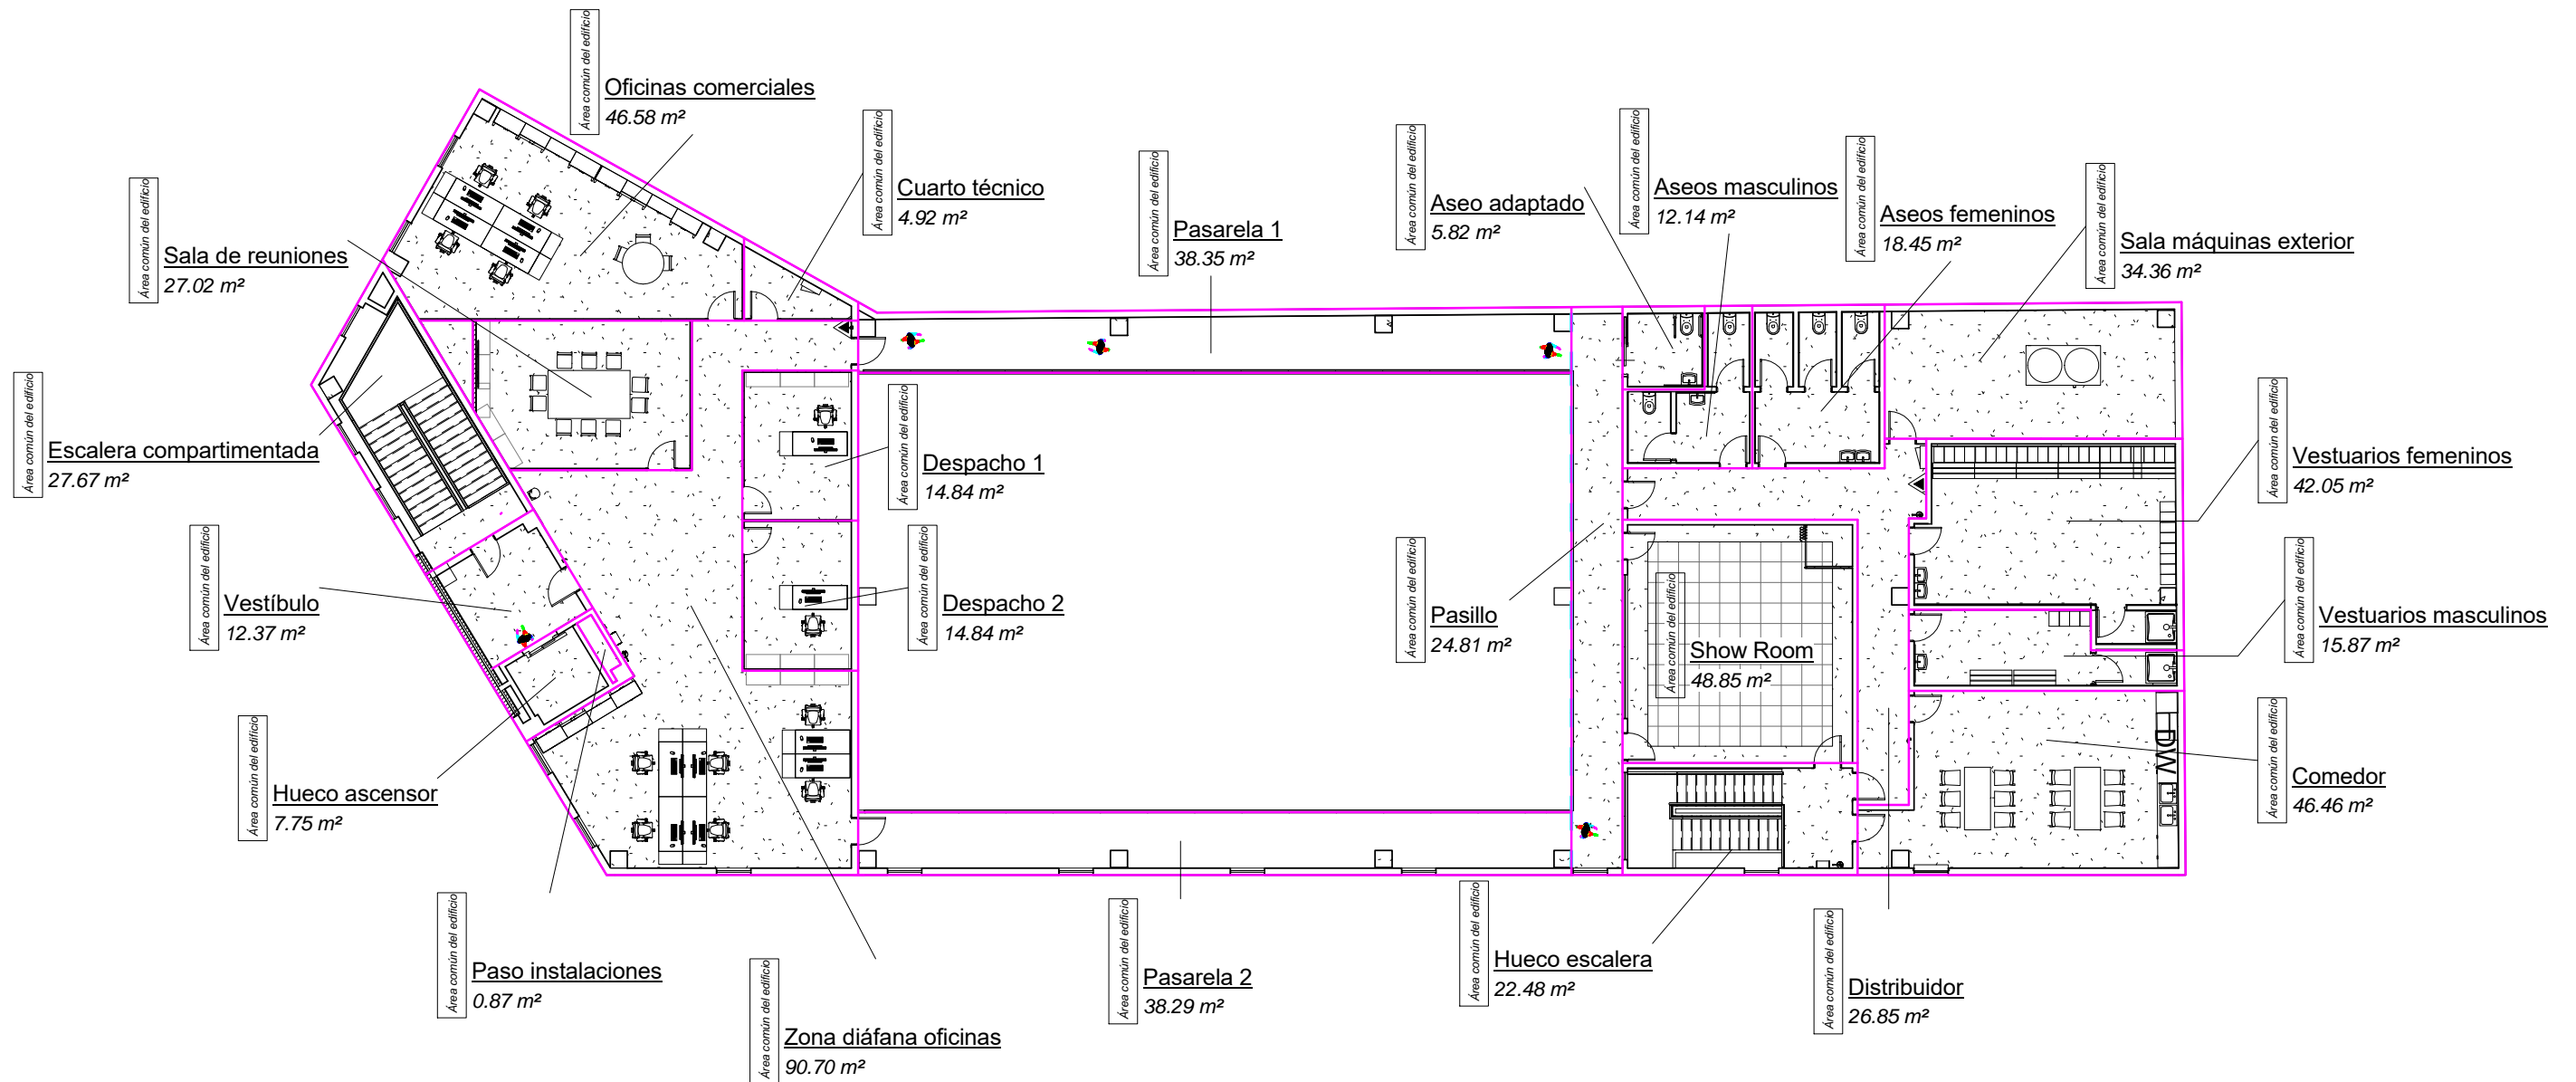 Área común del edificio
Oficinas comerciales
46.58 m²
Área común del edificio
Cuarto técnico
4.92 m²
Área común del edificio
Pasarela 1
38.35 m²
Área común del edificio
Aseo adaptado
5.82 m²
Área común del edificio
Aseos masculinos
12.14 m²
Área común del edificio
Aseos femeninos
18.45 m²
Área común del edificio
Sala máquinas exterior
34.36 m²
Área común del edificio
Sala de reuniones
27.02 m²
Área común del edificio
Escalera compartimentada
27.67 m²
Área común del edificio
Despacho 1
14.84 m²
Área común del edificio
Vestuarios femeninos
42.05 m²
Área común del edificio
Vestíbulo
12.37 m²
Área común del edificio
Despacho 2
14.84 m²
Área común del edificio
Pasillo
24.81 m²
Área común del edificio
Show Room
48.85 m²
Área común del edificio
Vestuarios masculinos
15.87 m²
Área común del edificio
Hueco ascensor
7.75 m²
DW
Área común del edificio
Comedor
46.46 m²
Área común del edificio
Paso instalaciones
0.87 m²
Área común del edificio
Zona diáfana oficinas
90.70 m²
Área común del edificio
Pasarela 2
38.29 m²
Área común del edificio
Hueco escalera
22.48 m²
Área común del edificio
Distribuidor
26.85 m²